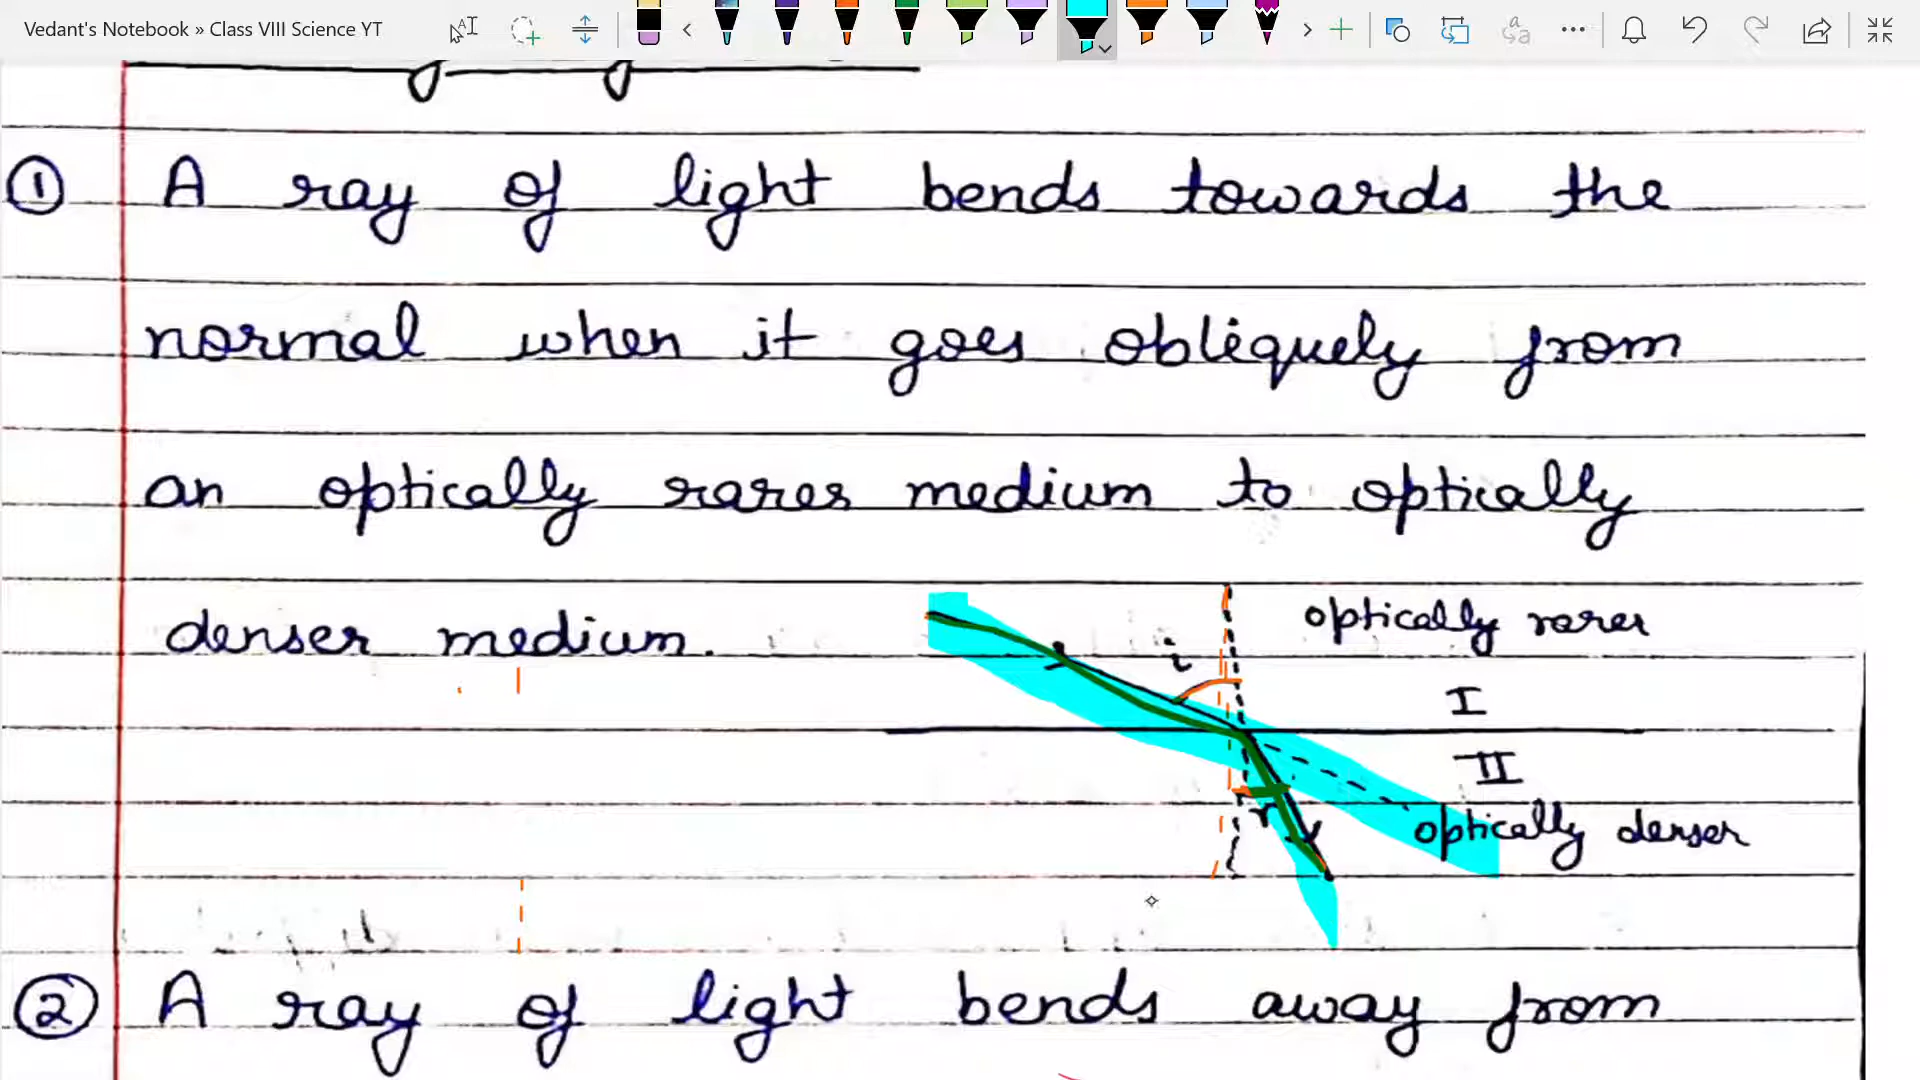 Vedant's Notebook » Class VIII Science YT
① A ray of light bends towards the
normal when it goes obliquely from
an optically rarer medium to optically
denser medium.
optically rarer
i
I
II
r
optically denser
② A ray of light bends away from